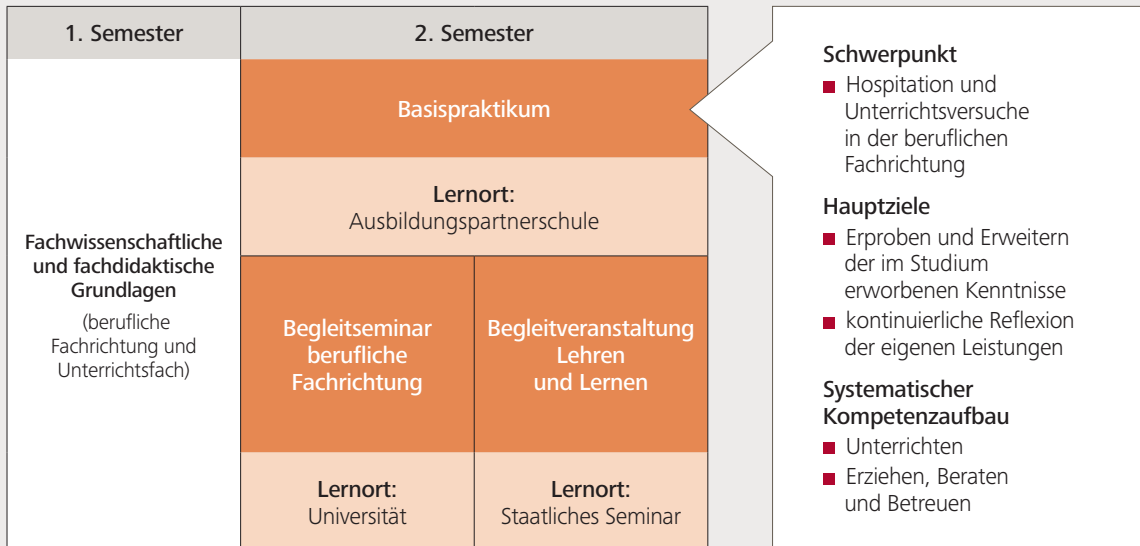 1. Semester
2. Semester
Fachwissenschaftliche
und fachdidaktische
Grundlagen
(berufliche
Fachrichtung und
Unterrichtsfach)
Basispraktikum
Lernort:
Ausbildungspartnerschule
Begleitseminar
berufliche
Fachrichtung
Lernort:
Universität
Begleitveranstaltung
Lehren
und Lernen
Lernort:
Staatliches Seminar
Schwerpunkt
Hospitation und
Unterrichtsversuche
in der beruflichen
Fachrichtung
Hauptziele
Erproben und Erweitern
der im Studium
erworbenen Kenntnisse
kontinuierliche Reflexion
der eigenen Leistungen
Systematischer
Kompetenzaufbau
Unterrichten
Erziehen, Beraten
und Betreuen